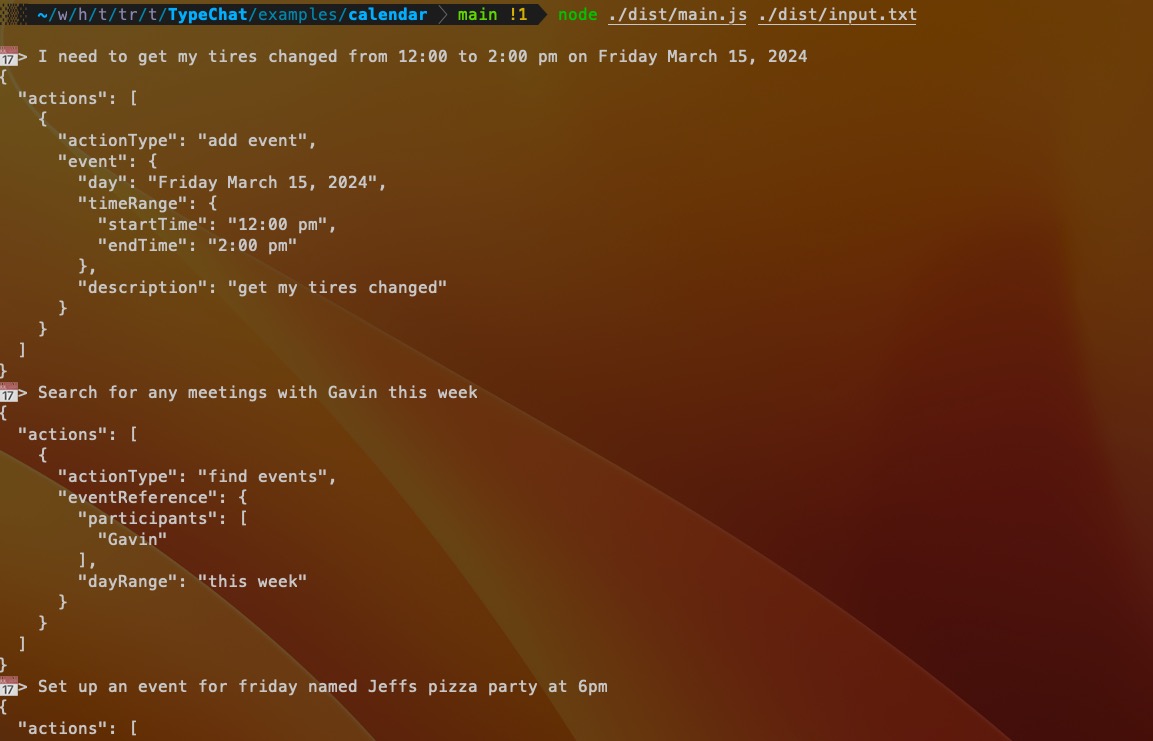 ~/w/h/t/tr/t/TypeChat/examples/calendar main !1 node ./dist/main.js ./dist/input.txt
17> I need to get my tires changed from 12:00 to 2:00 pm on Friday March 15, 2024
{
  "actions": [
    {
      "actionType": "add event",
      "event": {
        "day": "Friday March 15, 2024",
        "timeRange": {
          "startTime": "12:00 pm",
          "endTime": "2:00 pm"
        },
        "description": "get my tires changed"
      }
    }
  ]
}
17> Search for any meetings with Gavin this week
{
  "actions": [
    {
      "actionType": "find events",
      "eventReference": {
        "participants": [
          "Gavin"
        ],
        "dayRange": "this week"
      }
    }
  ]
}
17> Set up an event for friday named Jeffs pizza party at 6pm
{
  "actions": [